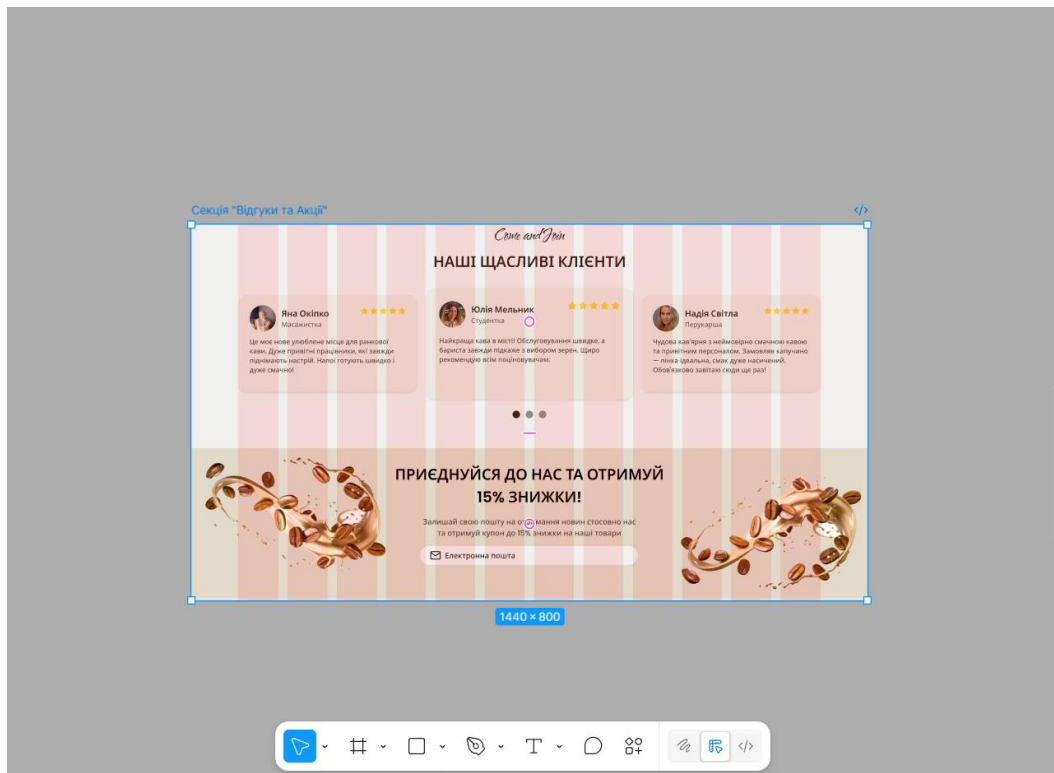 Секція "Відгуки та Акції"
Come and Join
НАШІ ЩАСЛИВІ КЛІЄНТИ
Яна Окіпко
Масажистка
Це моє нове улюблене місце для ранкової
кави. Дуже привітні працівники, які завжди
піднімають настрій. Напої готують швидко і
дуже смачно!
Юлія Мельник
Студентка
Найкраща кава в місті! Обслуговування швидке, а
бариста завжди підкаже з вибором зерен. Щиро
рекомендую всім поціновувачам.
Надія Світла
Перукарша
Чудова кав'ярня з неймовірно смачною кавою
та привітним персоналом. Замовляв капучино
— пінка ідеальна, смак дуже насичений.
Обов'язково завітаю сюди ще раз!
ПРИЄДНУЙСЯ ДО НАС ТА ОТРИМУЙ
15% ЗНИЖКИ!
Залишай свою пошту на отримання новин стосовно нас
та отримуй купон до 15% знижки на наші товари
Електронна пошта
1440 × 800